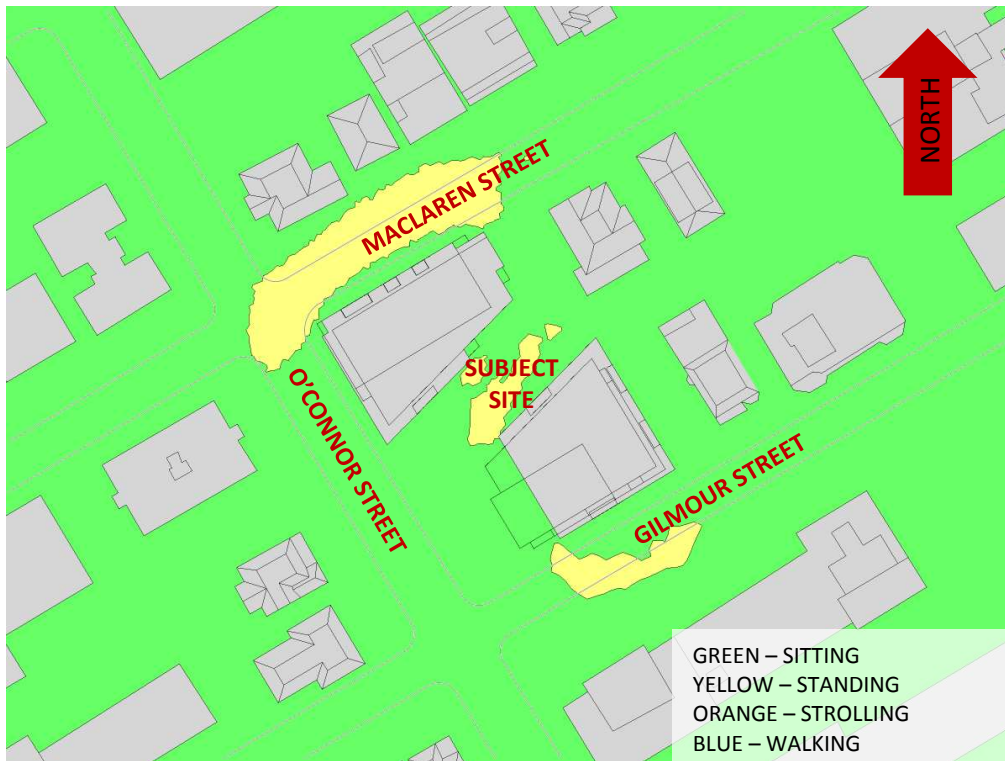 NORTH
MACLAREN STREET
SUBJECT
SITE
O'CONNOR STREET
GILMOUR STREET
GREEN – SITTING
YELLOW – STANDING
ORANGE – STROLLING
BLUE – WALKING